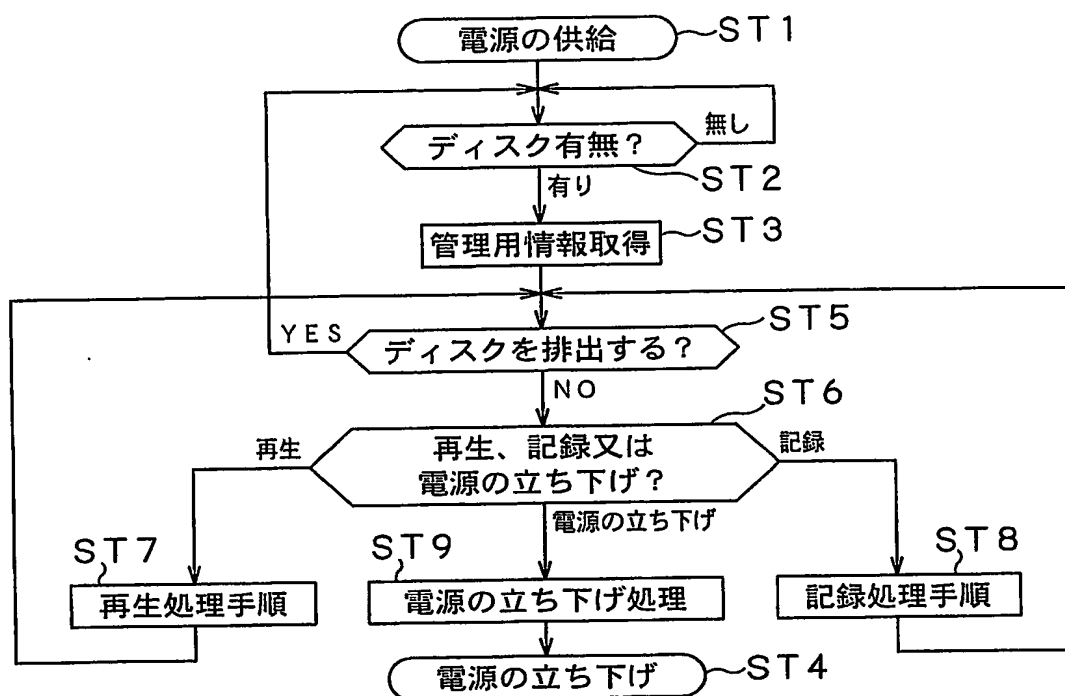 電源の供給
ST1
無し
ディスク有無？
ST2
有り
管理用情報取得
ST3
ST5
YES
ディスクを排出する？
NO
ST6
再生
再生、記録又は
電源の立ち下げ？
記録
電源の立ち下げ
ST7
ST9
ST8
再生処理手順
電源の立ち下げ処理
記録処理手順
電源の立ち下げ
ST4